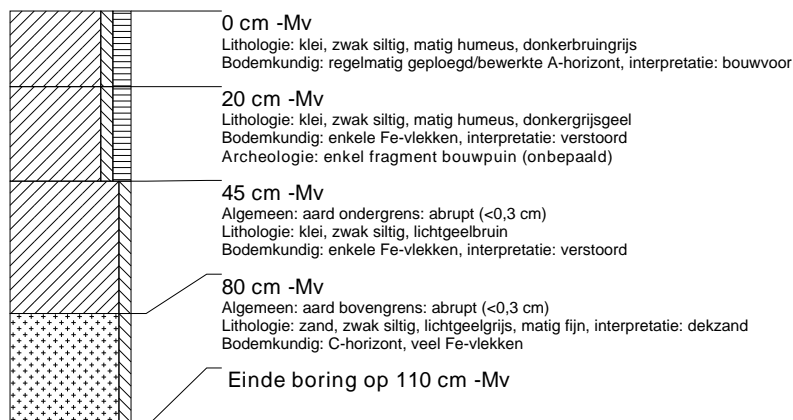 0 cm -Mv
Lithologie: klei, zwak siltig, matig humeus, donkerbruingrijs
Bodemkundig: regelmatig geploegd/bewerkte A-horizont, interpretatie: bouwvoor
20 cm -Mv
Lithologie: klei, zwak siltig, matig humeus, donkergrijsgeel
Bodemkundig: enkele Fe-vlekken, interpretatie: verstoord
Archeologie: enkel fragment bouwpuin (onbepaald)
45 cm -Mv
Algemeen: aard ondergrens: abrupt (<0,3 cm)
Lithologie: klei, zwak siltig, lichtgeelbruin
Bodemkundig: enkele Fe-vlekken, interpretatie: verstoord
80 cm -Mv
Algemeen: aard bovengrens: abrupt (<0,3 cm)
Lithologie: zand, zwak siltig, lichtgeelgrijs, matig fijn, interpretatie: dekzand
Bodemkundig: C-horizont, veel Fe-vlekken
Einde boring op 110 cm -Mv